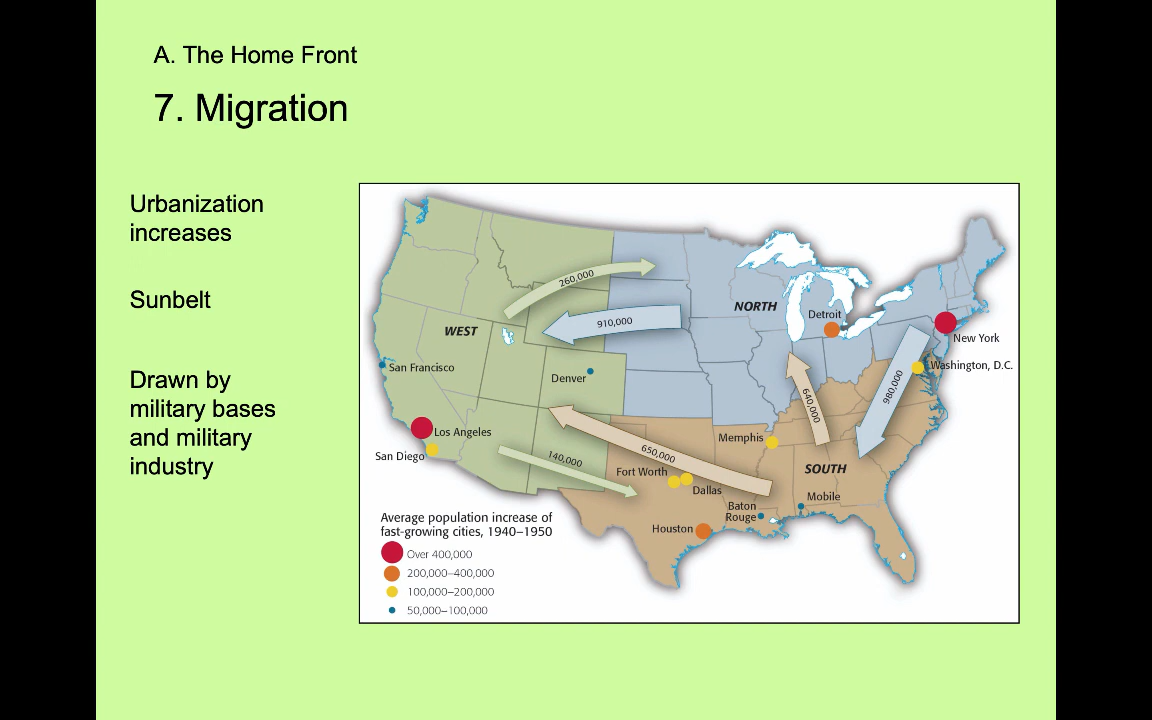 A. The Home Front
7. Migration
Urbanization
increases
Sunbelt
Drawn by
military bases
and military
industry
260,000
910,000
NORTH
WEST
Detroit
New York
San Francisco
Denver
Washington, D.C.
980,000
640,000
Los Angeles
San Diego
Memphis
650,000
140,000
Fort Worth
Dallas
SOUTH
Baton
Rouge
Mobile
Houston
Average population increase of
fast-growing cities, 1940–1950
Over 400,000
200,000–400,000
100,000–200,000
50,000–100,000